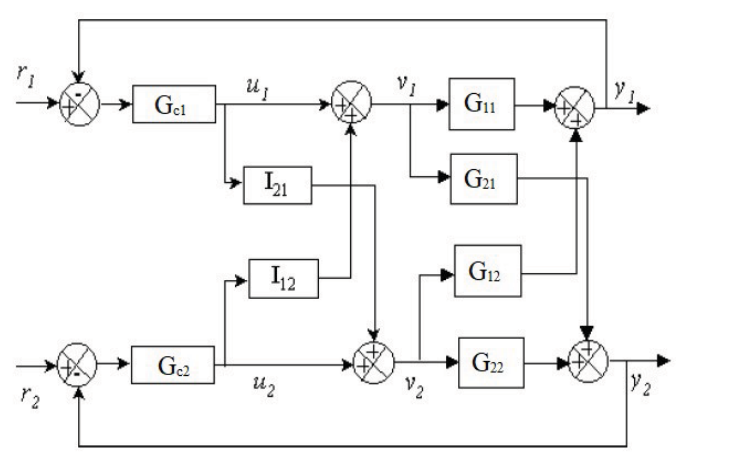 r1
-
+
Gc1
u1
+
+
v1
G11
+
+
y1
I21
G21
I12
G12
r2
+
-
Gc2
u2
+
+
v2
G22
+
+
y2